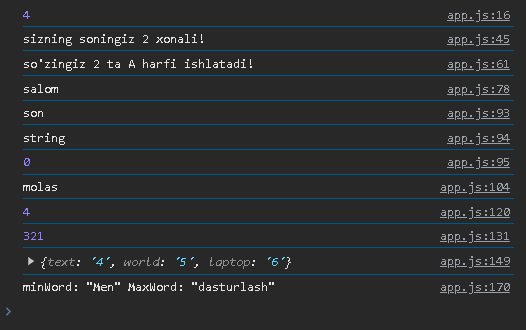 4 app.js:16
sizning soningiz 2 xonali! app.js:45
so'zingiz 2 ta A harfi ishlatadi! app.js:61
salom app.js:78
son app.js:93
string app.js:94
0 app.js:95
molas app.js:104
4 app.js:120
321 app.js:131
▶ {text: '4', world: '5', laptop: '6'} app.js:149
minWord: "Men" MaxWord: "dasturlash" app.js:170
>